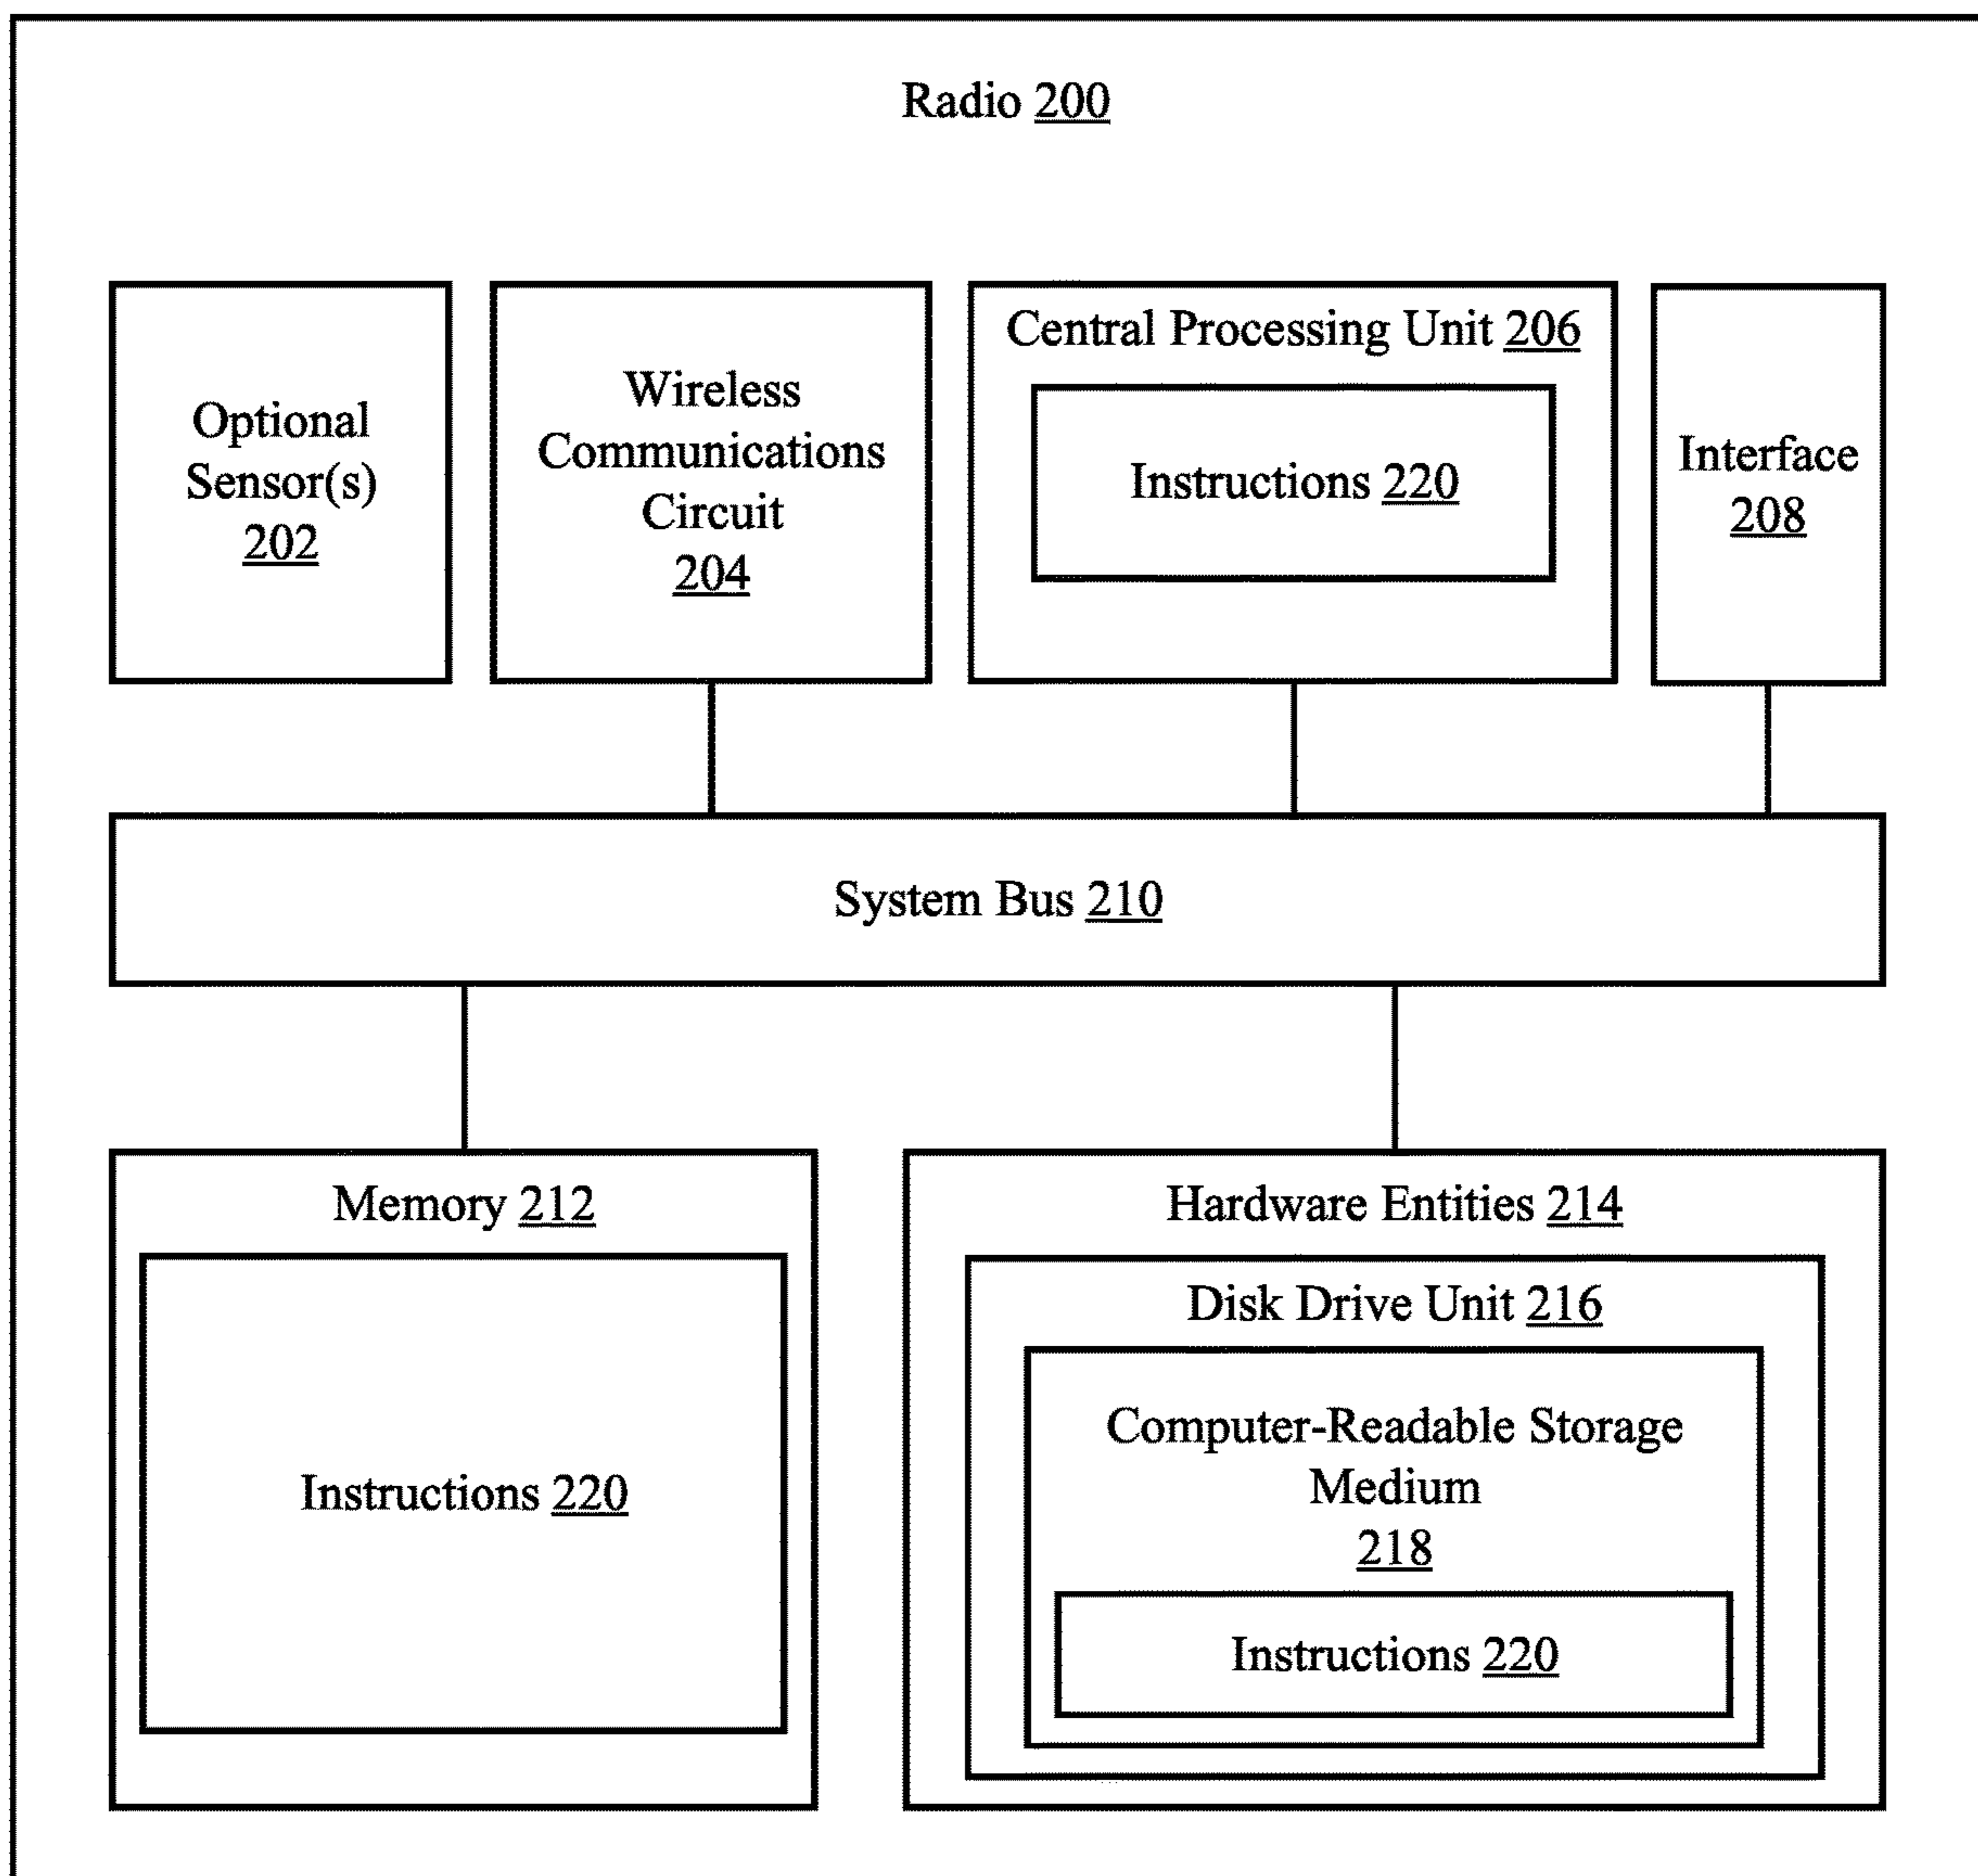 Radio 200
Optional
Sensor(s)
202
Wireless
Communications
Circuit
204
Central Processing Unit 206
Instructions 220
Interface
208
System Bus 210
Memory 212
Instructions 220
Hardware Entities 214
Disk Drive Unit 216
Computer-Readable Storage
Medium
218
Instructions 220